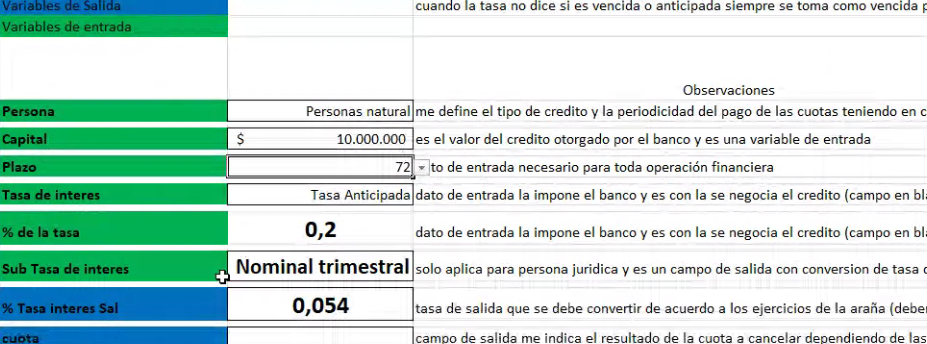 Variables de Salida cuando la tasa no dice si es vencida o anticipada siempre se toma como vencida p
Variables de entrada
Observaciones
Persona Personas natural me define el tipo de credito y la periodicidad del pago de las cuotas teniendo en c
Capital $ 10.000.000 es el valor del credito otorgado por el banco y es una variable de entrada
Plazo 72 to de entrada necesario para toda operación financiera
Tasa de interes Tasa Anticipada dato de entrada la impone el banco y es con la se negocia el credito (campo en bla
% de la tasa 0,2 dato de entrada la impone el banco y es con la se negocia el credito (campo en bla
Sub Tasa de interes Nominal trimestral solo aplica para persona juridica y es un campo de salida con conversion de tasa d
% Tasa interes Sal 0,054 tasa de salida que se debe convertir de acuerdo a los ejercicios de la araña (deber
cuota campo de salida me indica el resultado de la cuota a cancelar dependiendo de las